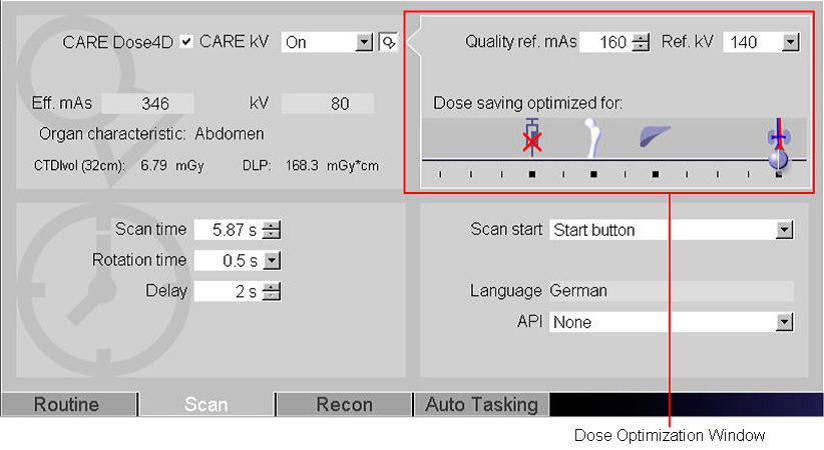 CARE Dose4D CARE kV On
Quality ref. mAs 160 Ref. kV 140
Eff. mAs 346 kV 80
Dose saving optimized for:
Organ characteristic: Abdomen
CTDIvol (32cm): 6.79 mGy DLP: 168.3 mGy*cm
Scan time 5.87 s
Rotation time 0.5 s
Delay 2 s
Scan start Start button
Language German
API None
Routine Scan Recon Auto Tasking
Dose Optimization Window